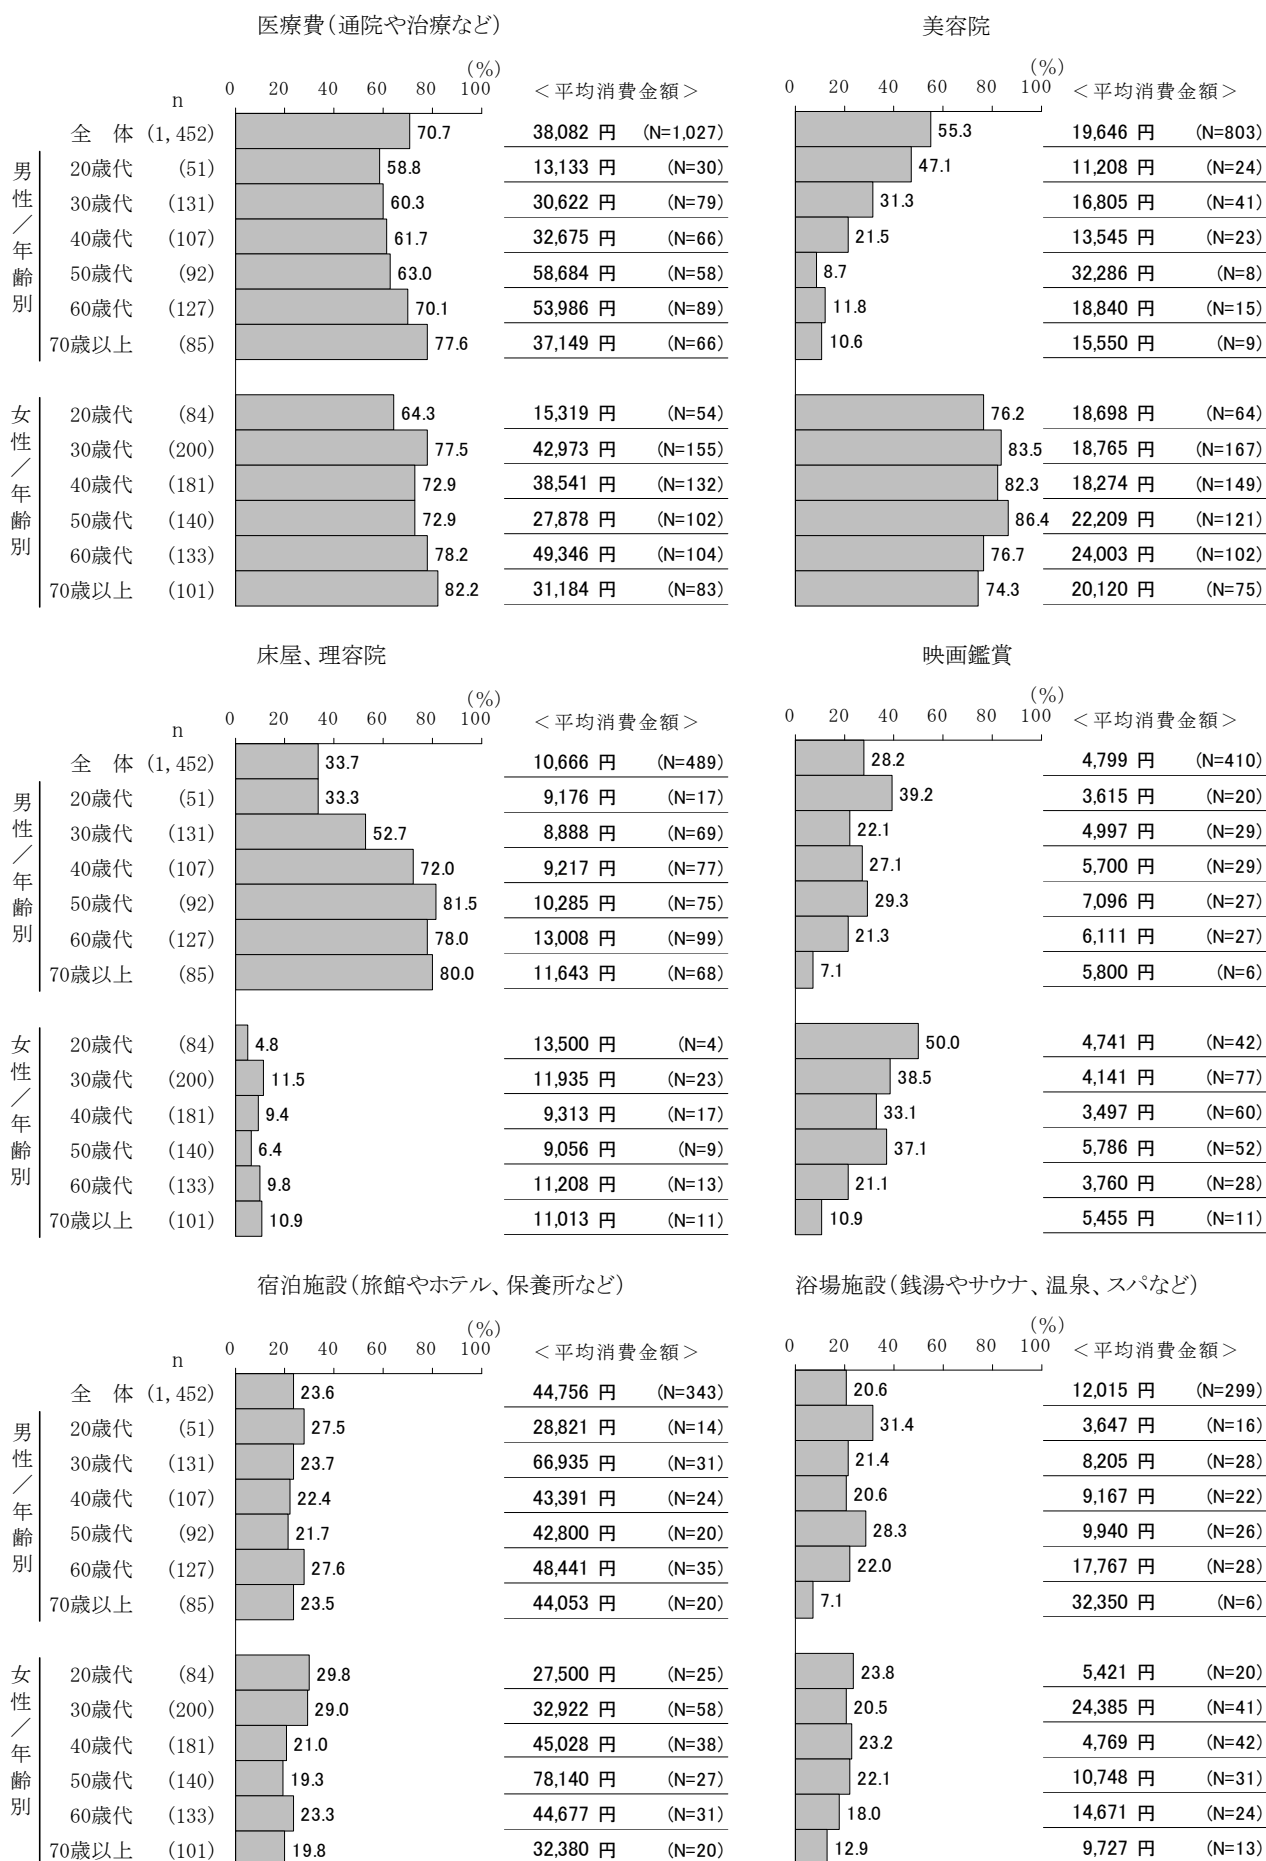 医療費（通院や治療など）
(%)
0 20 40 60 80 100
n
＜平均消費金額＞
全 体 (1,452) 70.7 38,082 円 (N=1,027)
男性／年齢別
20歳代 (51) 58.8 13,133 円 (N=30)
30歳代 (131) 60.3 30,622 円 (N=79)
40歳代 (107) 61.7 32,675 円 (N=66)
50歳代 (92) 63.0 58,684 円 (N=58)
60歳代 (127) 70.1 53,986 円 (N=89)
70歳以上 (85) 77.6 37,149 円 (N=66)
女性／年齢別
20歳代 (84) 64.3 15,319 円 (N=54)
30歳代 (200) 77.5 42,973 円 (N=155)
40歳代 (181) 72.9 38,541 円 (N=132)
50歳代 (140) 72.9 27,878 円 (N=102)
60歳代 (133) 78.2 49,346 円 (N=104)
70歳以上 (101) 82.2 31,184 円 (N=83)
美容院
(%)
0 20 40 60 80 100
＜平均消費金額＞
55.3 19,646 円 (N=803)
47.1 11,208 円 (N=24)
31.3 16,805 円 (N=41)
21.5 13,545 円 (N=23)
8.7 32,286 円 (N=8)
11.8 18,840 円 (N=15)
10.6 15,550 円 (N=9)
76.2 18,698 円 (N=64)
83.5 18,765 円 (N=167)
82.3 18,274 円 (N=149)
86.4 22,209 円 (N=121)
76.7 24,003 円 (N=102)
74.3 20,120 円 (N=75)
床屋、理容院
(%)
0 20 40 60 80 100
n
＜平均消費金額＞
全 体 (1,452) 33.7 10,666 円 (N=489)
男性／年齢別
20歳代 (51) 33.3 9,176 円 (N=17)
30歳代 (131) 52.7 8,888 円 (N=69)
40歳代 (107) 72.0 9,217 円 (N=77)
50歳代 (92) 81.5 10,285 円 (N=75)
60歳代 (127) 78.0 13,008 円 (N=99)
70歳以上 (85) 80.0 11,643 円 (N=68)
女性／年齢別
20歳代 (84) 4.8 13,500 円 (N=4)
30歳代 (200) 11.5 11,935 円 (N=23)
40歳代 (181) 9.4 9,313 円 (N=17)
50歳代 (140) 6.4 9,056 円 (N=9)
60歳代 (133) 9.8 11,208 円 (N=13)
70歳以上 (101) 10.9 11,013 円 (N=11)
映画鑑賞
(%)
0 20 40 60 80 100
＜平均消費金額＞
28.2 4,799 円 (N=410)
39.2 3,615 円 (N=20)
22.1 4,997 円 (N=29)
27.1 5,700 円 (N=29)
29.3 7,096 円 (N=27)
21.3 6,111 円 (N=27)
7.1 5,800 円 (N=6)
50.0 4,741 円 (N=42)
38.5 4,141 円 (N=77)
33.1 3,497 円 (N=60)
37.1 5,786 円 (N=52)
21.1 3,760 円 (N=28)
10.9 5,455 円 (N=11)
宿泊施設（旅館やホテル、保養所など）
(%)
0 20 40 60 80 100
n
＜平均消費金額＞
全 体 (1,452) 23.6 44,756 円 (N=343)
男性／年齢別
20歳代 (51) 27.5 28,821 円 (N=14)
30歳代 (131) 23.7 66,935 円 (N=31)
40歳代 (107) 22.4 43,391 円 (N=24)
50歳代 (92) 21.7 42,800 円 (N=20)
60歳代 (127) 27.6 48,441 円 (N=35)
70歳以上 (85) 23.5 44,053 円 (N=20)
女性／年齢別
20歳代 (84) 29.8 27,500 円 (N=25)
30歳代 (200) 29.0 32,922 円 (N=58)
40歳代 (181) 21.0 45,028 円 (N=38)
50歳代 (140) 19.3 78,140 円 (N=27)
60歳代 (133) 23.3 44,677 円 (N=31)
70歳以上 (101) 19.8 32,380 円 (N=20)
浴場施設（銭湯やサウナ、温泉、スパなど）
(%)
0 20 40 60 80 100
＜平均消費金額＞
20.6 12,015 円 (N=299)
31.4 3,647 円 (N=16)
21.4 8,205 円 (N=28)
20.6 9,167 円 (N=22)
28.3 9,940 円 (N=26)
22.0 17,767 円 (N=28)
7.1 32,350 円 (N=6)
23.8 5,421 円 (N=20)
20.5 24,385 円 (N=41)
23.2 4,769 円 (N=42)
22.1 10,748 円 (N=31)
18.0 14,671 円 (N=24)
12.9 9,727 円 (N=13)